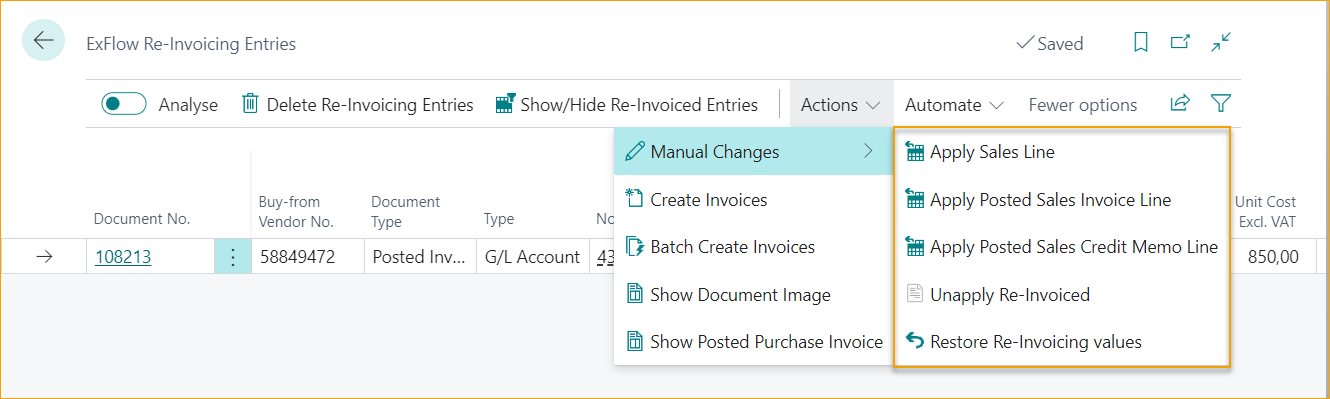 ExFlow Re-Invoicing Entries
Saved
Analyse
Delete Re-Invoicing Entries
Show/Hide Re-Invoiced Entries
Actions
Automate
Fewer options
Manual Changes
Create Invoices
Batch Create Invoices
Show Document Image
Show Posted Purchase Invoice
Apply Sales Line
Apply Posted Sales Invoice Line
Apply Posted Sales Credit Memo Line
Unapply Re-Invoiced
Restore Re-Invoicing values
Document No.
Buy-from
Vendor No.
Document
Type
Type
No
Unit Cost
Excl. VAT
108213
58849472
Posted Inv...
G/L Account
43
850,00